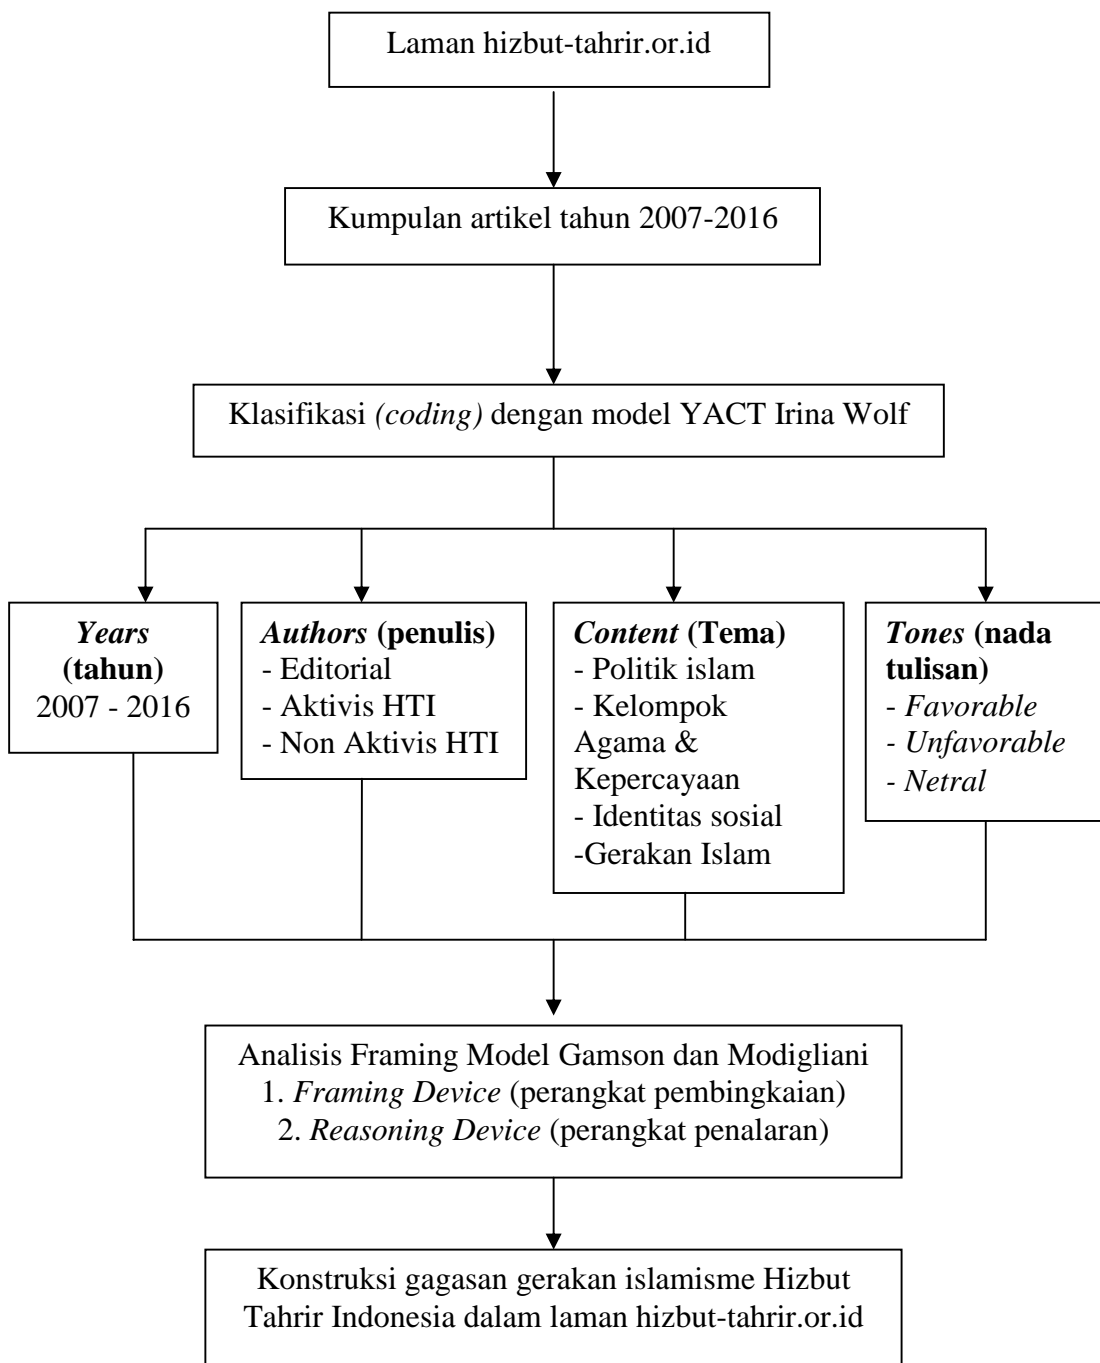 Laman hizbut-tahrir.or.id
Kumpulan artikel tahun 2007-2016
Klasifikasi (coding) dengan model YACT Irina Wolf
Years
(tahun)
2007 - 2016
Authors (penulis)
- Editorial
- Aktivis HTI
- Non Aktivis HTI
Content (Tema)
- Politik islam
- Kelompok
Agama &
Kepercayaan
- Identitas sosial
-Gerakan Islam
Tones (nada
tulisan)
- Favorable
- Unfavorable
- Netral
Analisis Framing Model Gamson dan Modigliani
1. Framing Device (perangkat pembingkaian)
2. Reasoning Device (perangkat penalaran)
Konstruksi gagasan gerakan islamisme Hizbut
Tahrir Indonesia dalam laman hizbut-tahrir.or.id